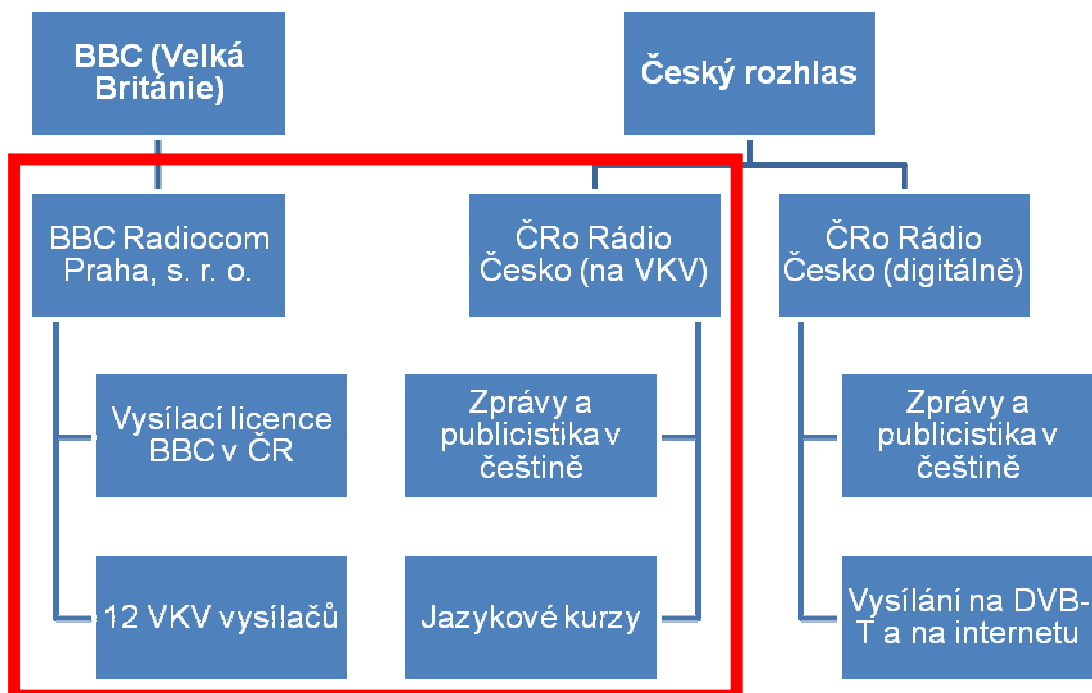 BBC (Velká
Británie)
Český rozhlas
BBC Radiocom
Praha, s. r. o.
ČRo Rádio
Česko (na VKV)
ČRo Rádio
Česko (digitálně)
Vysílací licence
BBC v ČR
Zprávy a
publicistika v
češtině
Zprávy a
publicistika v
češtině
12 VKV vysílačů
Jazykové kurzy
Vysílání na DVB-
T a na internetu